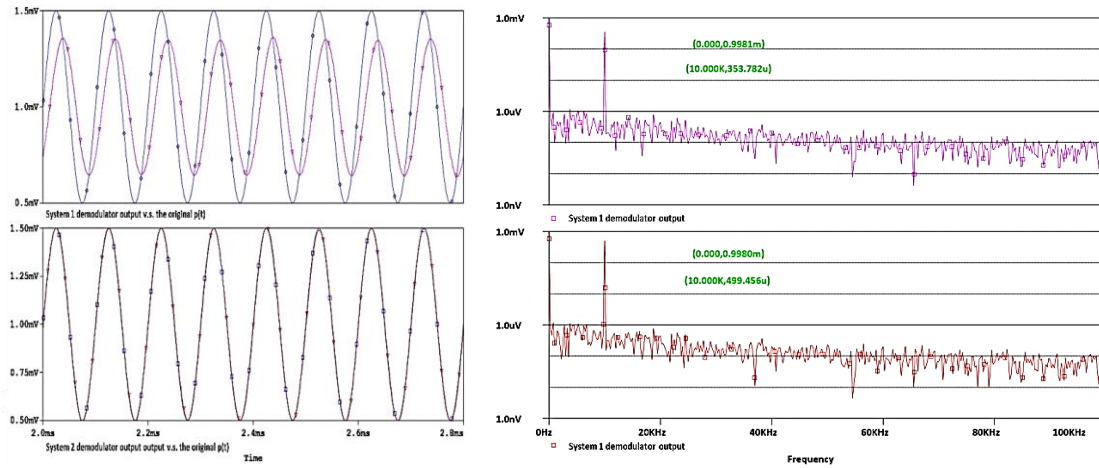 1.5mV
1.0mV
0.5mV
System 1 demodulator output v.s. the original p(t)
1.50mV
1.25mV
1.00mV
0.75mV
0.50mV
2.0ms 2.2ms 2.4ms 2.6ms 2.8ms
System 2 demodulator output output v.s. the original p(t)
Time
1.0mV
(0.000,0.9981m)
(10.000K,353.782u)
1.0uV
1.0nV
System 1 demodulator output
1.0mV
(0.000,0.9980m)
(10.000K,499.456u)
1.0uV
1.0nV
0Hz 20KHz 40KHz 60KHz 80KHz 100KHz
System 1 demodulator output
Frequency